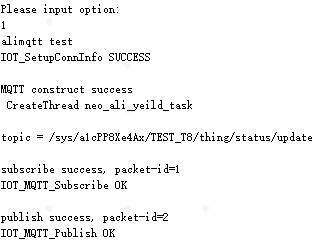 Please input option:
1
alimqtt test
IOT_SetupConnInfo SUCCESS
MQTT construct success
CreateThread neo_ali_yeild_task
topic = /sys/a1cPP8Xe4Ax/TEST_T8/thing/status/update
subscribe success, packet-id=1
IOT_MQTT_Subscribe OK
publish success, packet-id=2
IOT_MQTT_Publish OK